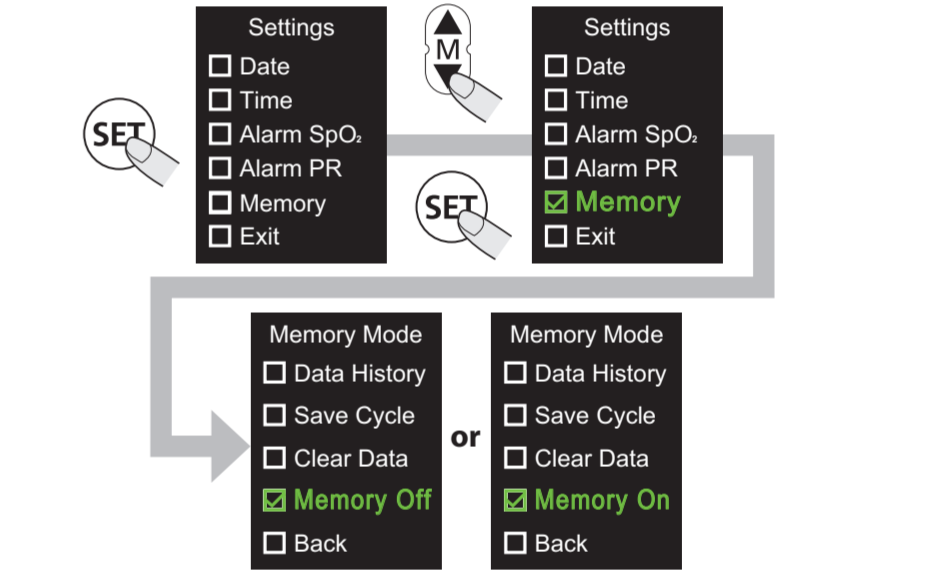 SET
Settings
Date
Time
Alarm SpO₂
Alarm PR
Memory
Exit
M
SET
Settings
Date
Time
Alarm SpO₂
Alarm PR
Memory
Exit
Memory Mode
Data History
Save Cycle
Clear Data
Memory Off
Back
or
Memory Mode
Data History
Save Cycle
Clear Data
Memory On
Back